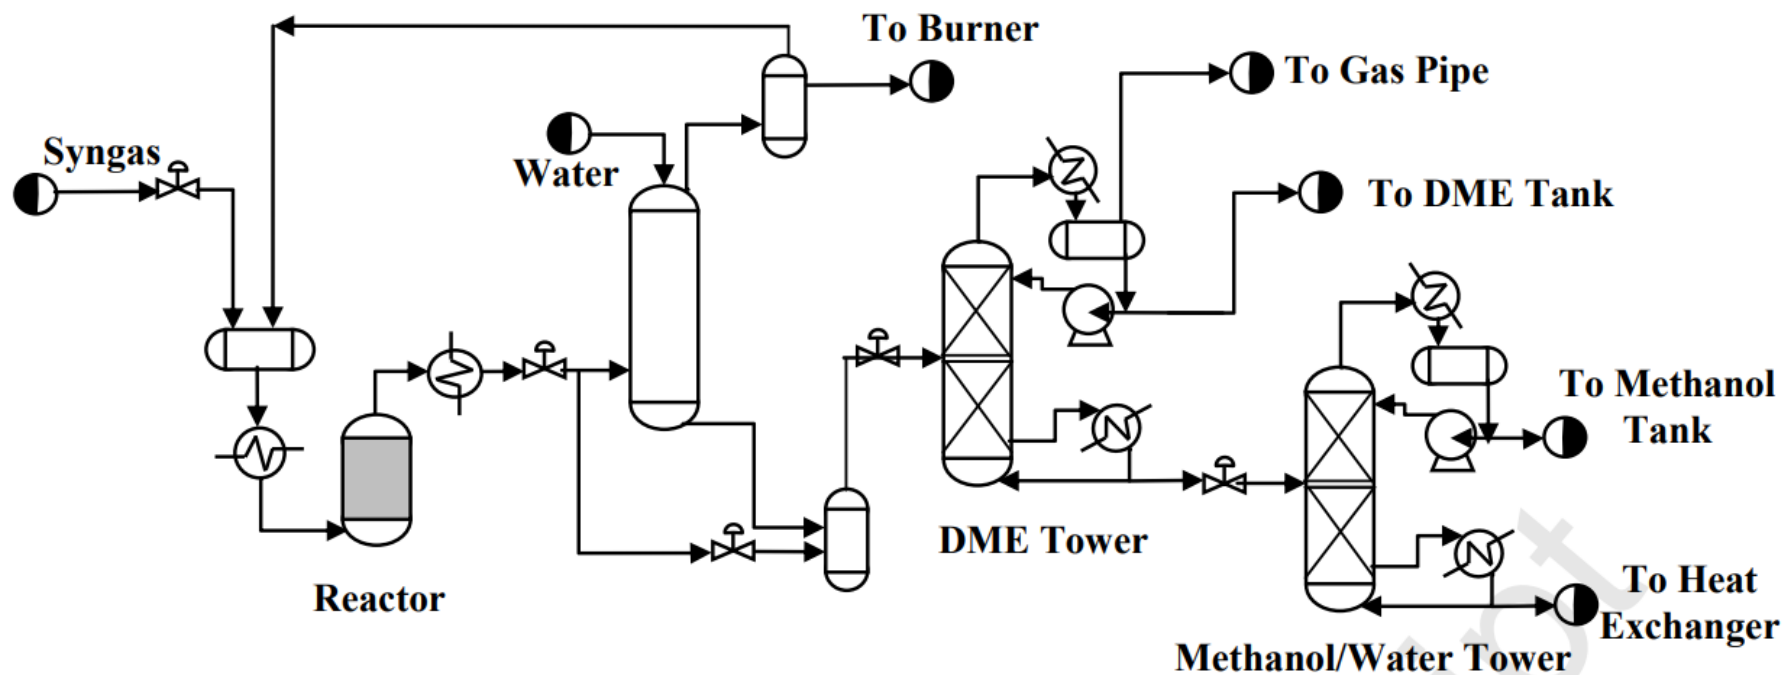 To Burner
To Gas Pipe
Syngas
Water
To DME Tank
To Methanol
Tank
DME Tower
Reactor
To Heat
Exchanger
Methanol/Water Tower